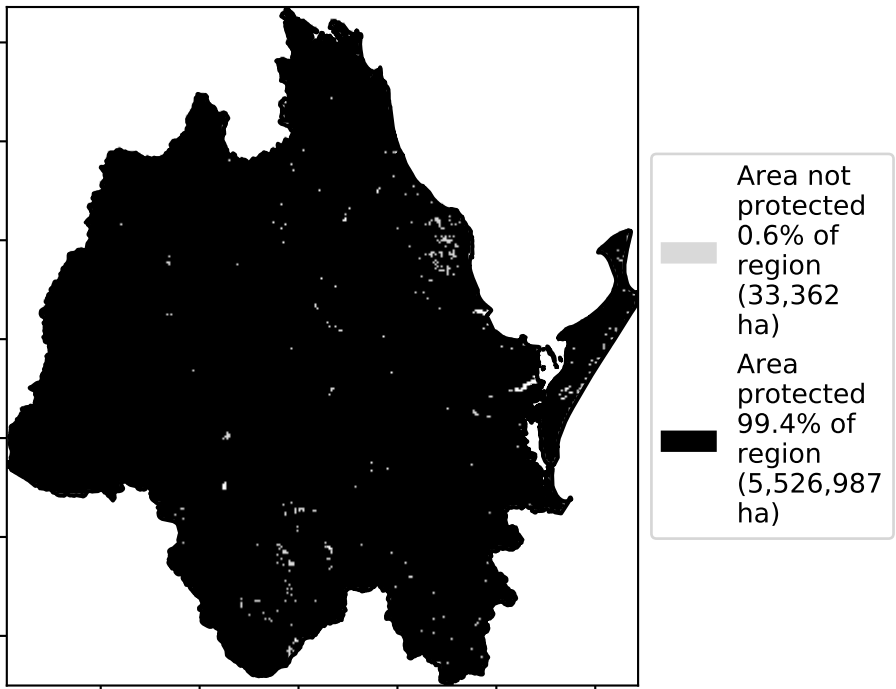 Area not
protected
0.6% of
region
(33,362
ha)
Area
protected
99.4% of
region
(5,526,987
ha)